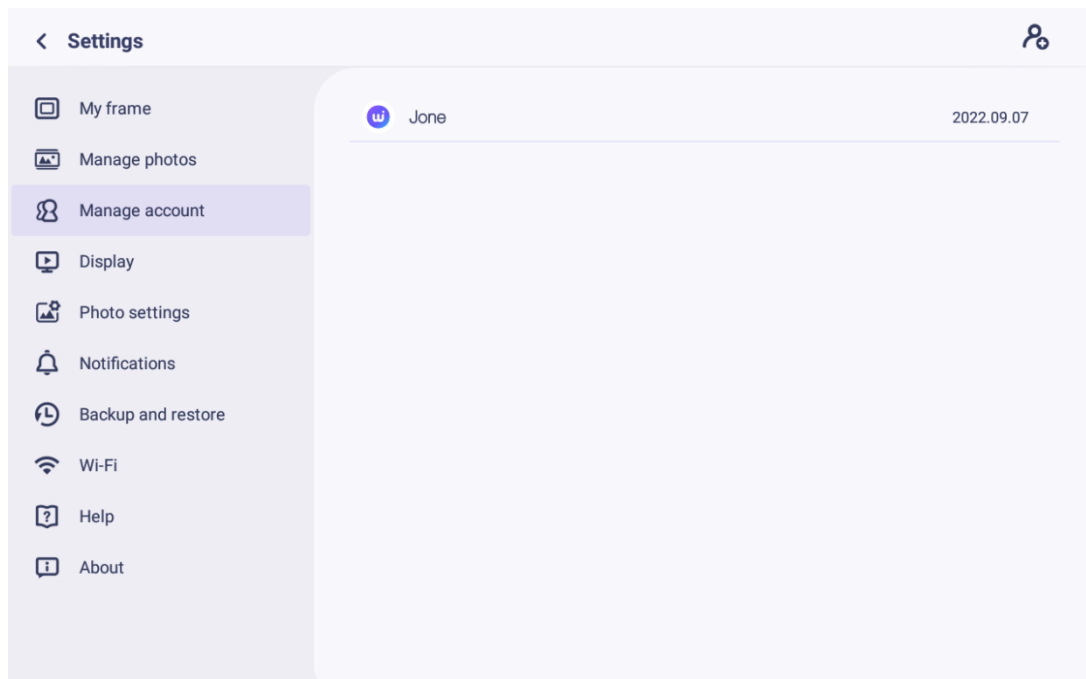 Settings
My frame
Manage photos
Manage account
Display
Photo settings
Notifications
Backup and restore
Wi-Fi
Help
About
Jone 2022.09.07